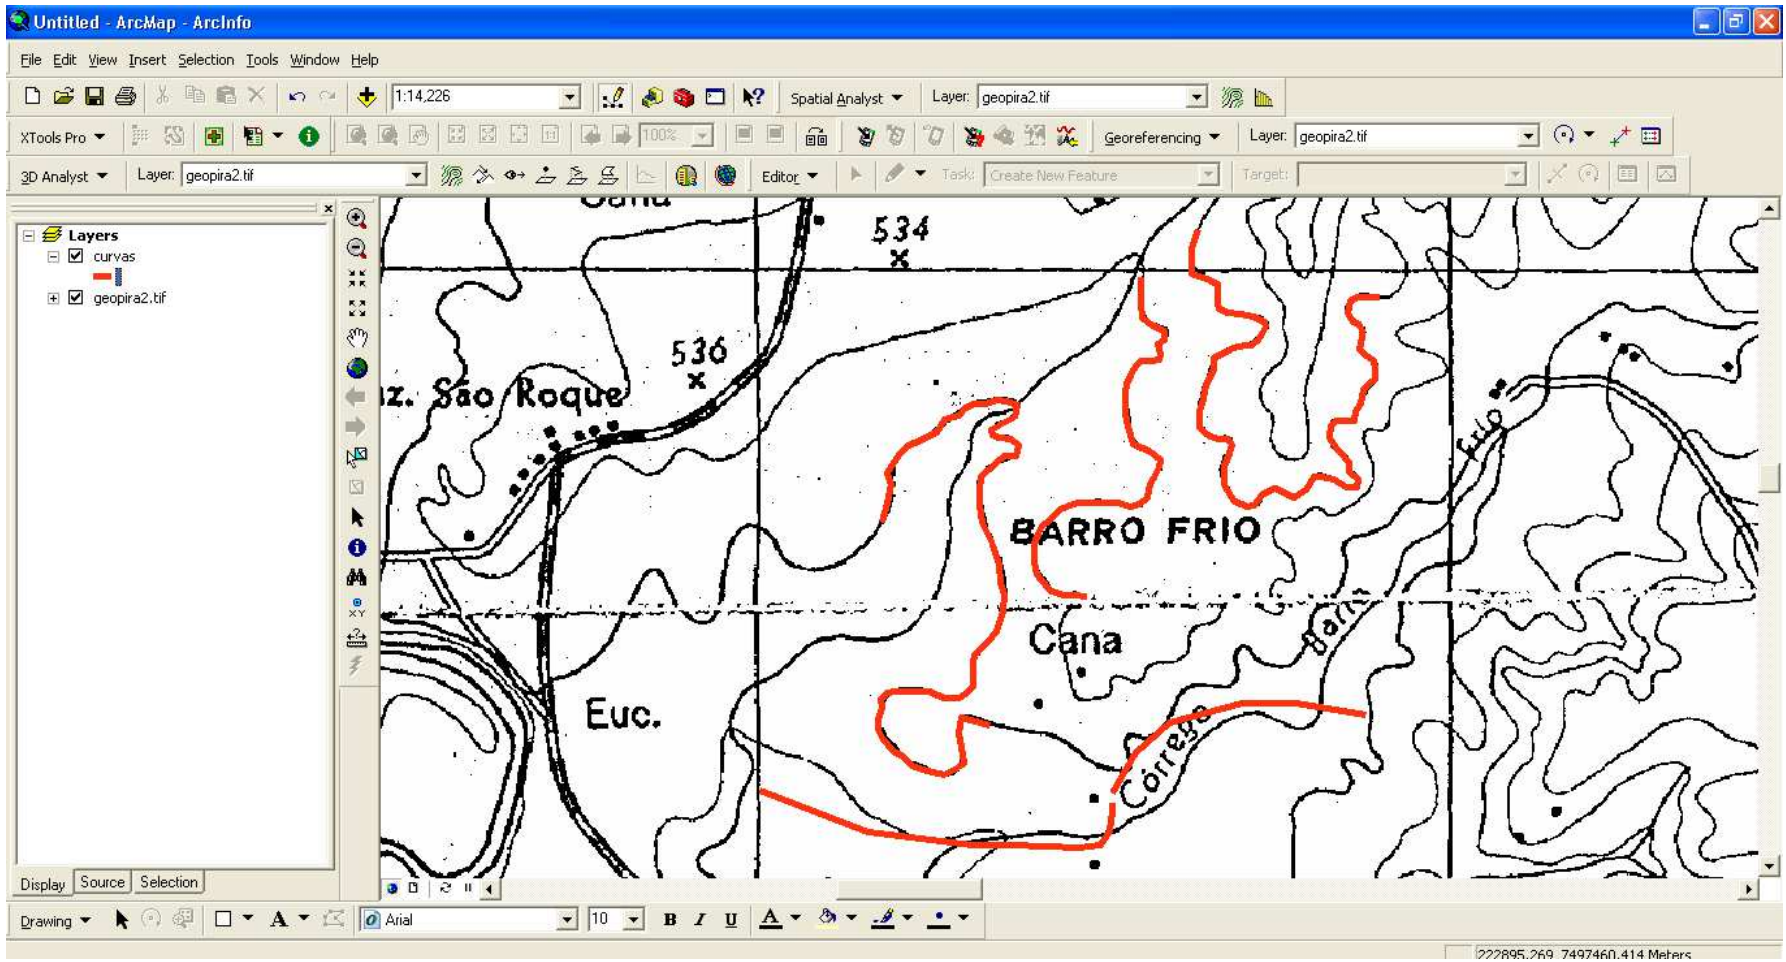 Untitled - ArcMap - ArcInfo
File Edit View Insert Selection Tools Window Help
1:14,226 Spatial Analyst Layer: geopira2.tif
XTools Pro 100% Georeferencing Layer: geopira2.tif
3D Analyst Layer: geopira2.tif Editor Task: Create New Feature Target:
Layers
curvas
geopira2.tif
534
536
z. São Roque
Frio
BARRO FRIO
Cana
Euc.
Córrego
Display Source Selection
Drawing A Arial 10 B I U A
222895,269 7497460,414 Meters